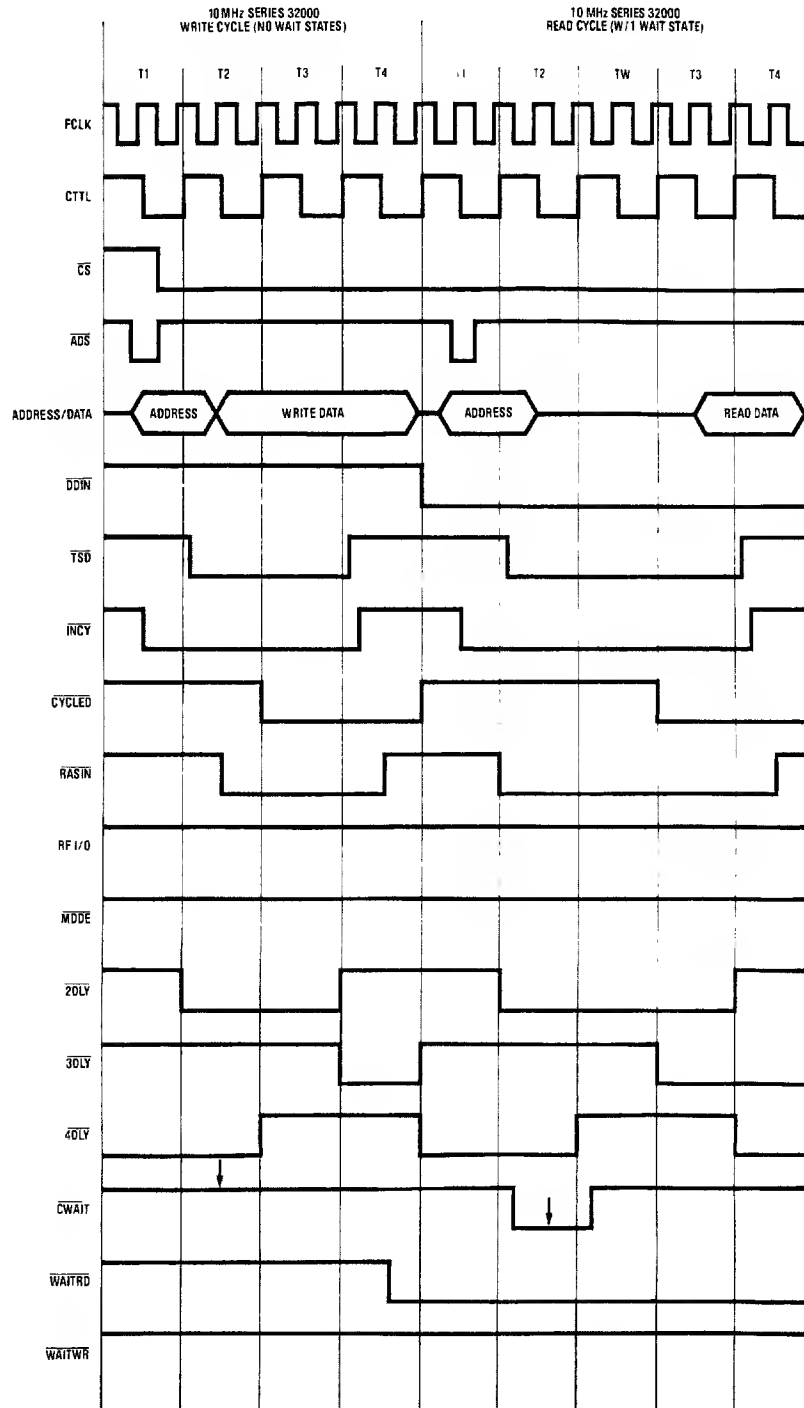 10 MHz SERIES 32000
WRITE CYCLE (NO WAIT STATES)
10 MHz SERIES 32000
READ CYCLE (W/1 WAIT STATE)
T1 T2 T3 T4 T1 T2 TW T3 T4
FCLK
CTTL
CS
ADS
ADDRESS/DATA ADDRESS WRITE DATA ADDRESS READ DATA
DDIN
TSD
INCY
CYCLED
RASIN
RF I/O
MODE
2DLY
3DLY
4DLY
CWAIT
WAITRD
WAITWR